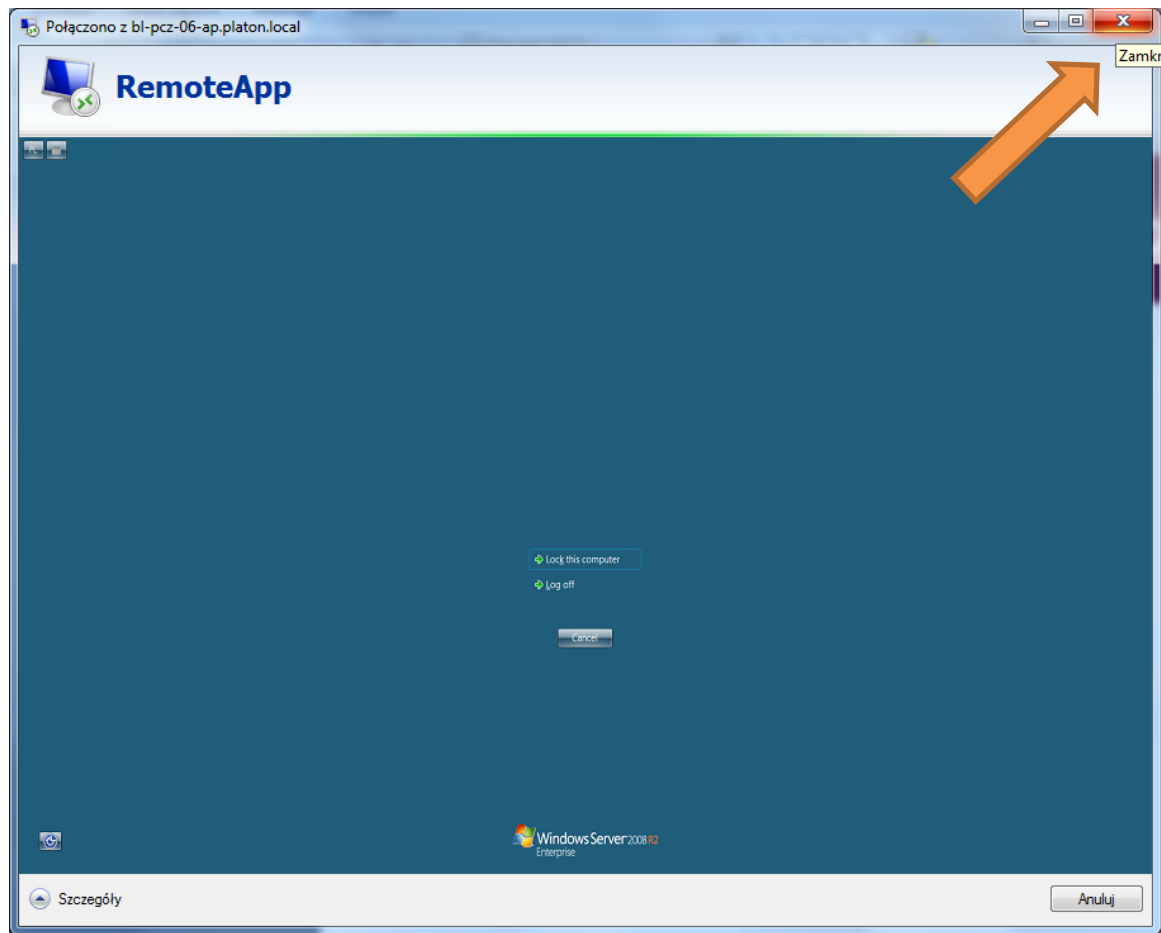 Połączono z bl-pcz-06-ap.platon.local
Zamkn
RemoteApp
Lock this computer
Log off
Cancel
Windows Server 2008 R2
Enterprise
Szczegóły
Anuluj